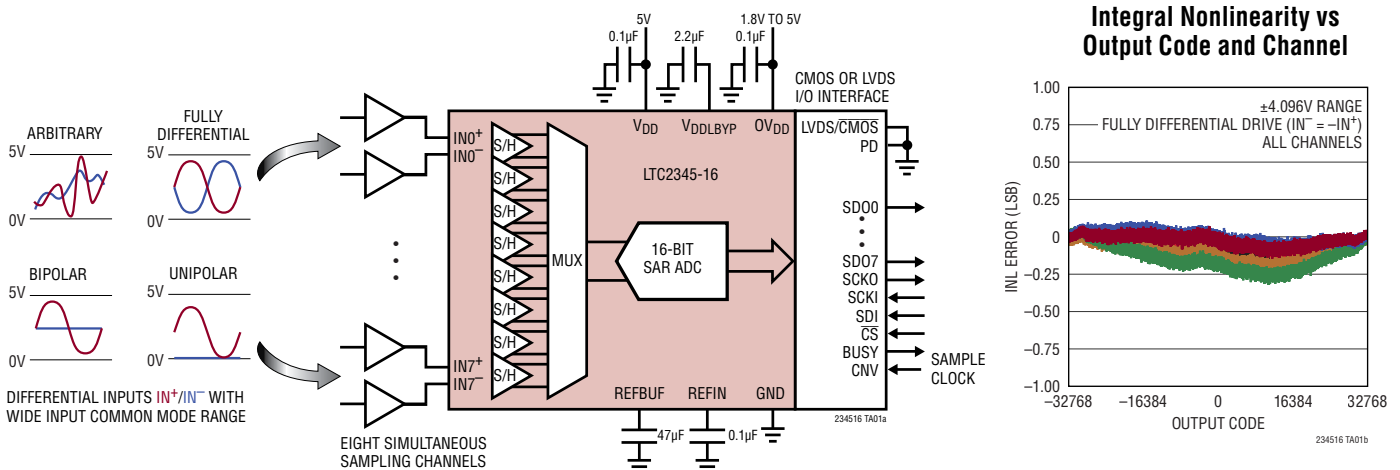 ARBITRARY
5V
0V
FULLY
DIFFERENTIAL
5V
0V
BIPOLAR
5V
0V
UNIPOLAR
5V
0V
DIFFERENTIAL INPUTS IN+/IN– WITH
WIDE INPUT COMMON MODE RANGE
EIGHT SIMULTANEOUS
SAMPLING CHANNELS
5V
0.1µF
2.2µF
1.8V TO 5V
0.1µF
CMOS OR LVDS
I/O INTERFACE
VDD
VDDLBYP
OVDD
IN0+
IN0–
IN7+
IN7–
S/H
S/H
S/H
S/H
S/H
S/H
S/H
S/H
MUX
LTC2345-16
16-BIT
SAR ADC
LVDS/CMOS
PD
SDO0
SDO7
SCKO
SCKI
SDI
CS
BUSY
CNV
SAMPLE
CLOCK
REFBUF
REFIN
GND
47µF
0.1µF
234516 TA01a
Integral Nonlinearity vs
Output Code and Channel
±4.096V RANGE
FULLY DIFFERENTIAL DRIVE (IN– = –IN+)
ALL CHANNELS
INL ERROR (LSB)
1.00
0.75
0.50
0.25
0
–0.25
–0.50
–0.75
–1.00
–32768
–16384
0
16384
32768
OUTPUT CODE
234516 TA01b